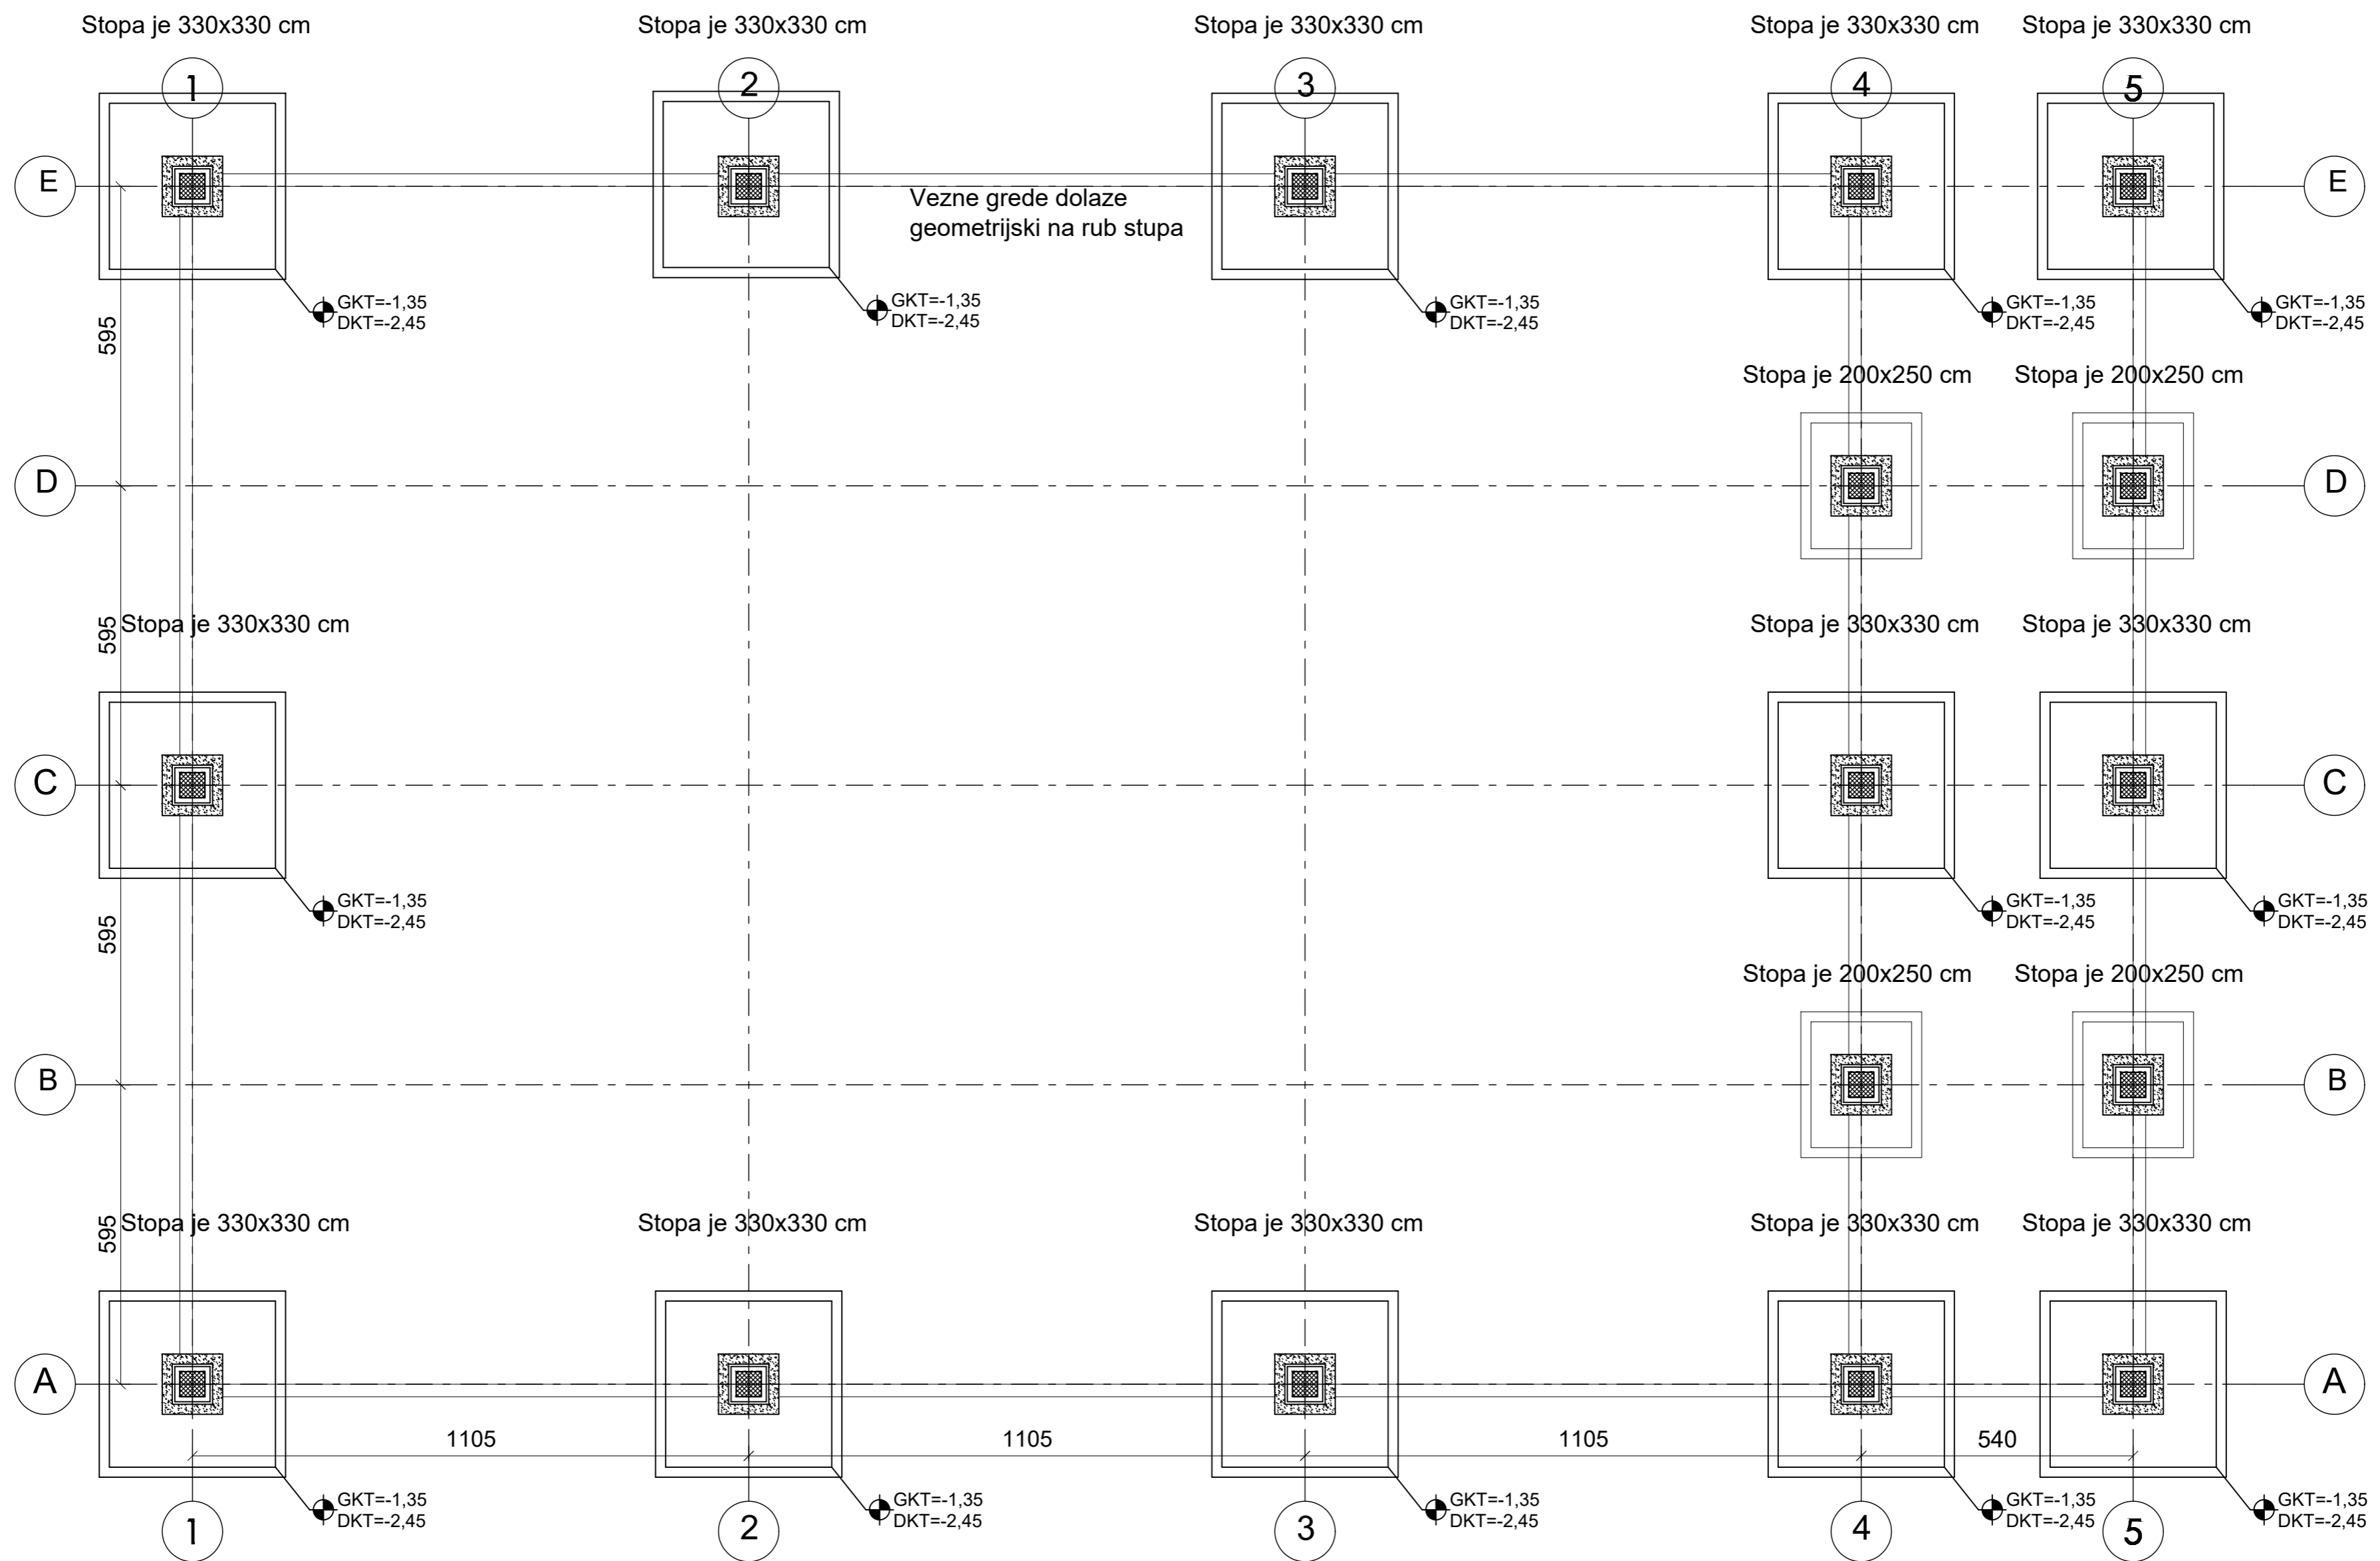 Stopa je 330x330 cm
Stopa je 330x330 cm
Stopa je 330x330 cm
Stopa je 330x330 cm
Stopa je 330x330 cm
1
2
3
4
5
E
E
Vezne grede dolaze
geometrijski na rub stupa
GKT=-1,35
DKT=-2,45
GKT=-1,35
DKT=-2,45
GKT=-1,35
DKT=-2,45
GKT=-1,35
DKT=-2,45
GKT=-1,35
DKT=-2,45
595
Stopa je 200x250 cm
Stopa je 200x250 cm
D
D
595
Stopa je 330x330 cm
Stopa je 330x330 cm
Stopa je 330x330 cm
C
C
GKT=-1,35
DKT=-2,45
GKT=-1,35
DKT=-2,45
GKT=-1,35
DKT=-2,45
595
Stopa je 200x250 cm
Stopa je 200x250 cm
B
B
595
Stopa je 330x330 cm
Stopa je 330x330 cm
Stopa je 330x330 cm
Stopa je 330x330 cm
Stopa je 330x330 cm
A
A
1105
1105
1105
540
GKT=-1,35
DKT=-2,45
GKT=-1,35
DKT=-2,45
GKT=-1,35
DKT=-2,45
GKT=-1,35
DKT=-2,45
GKT=-1,35
DKT=-2,45
1
2
3
4
5